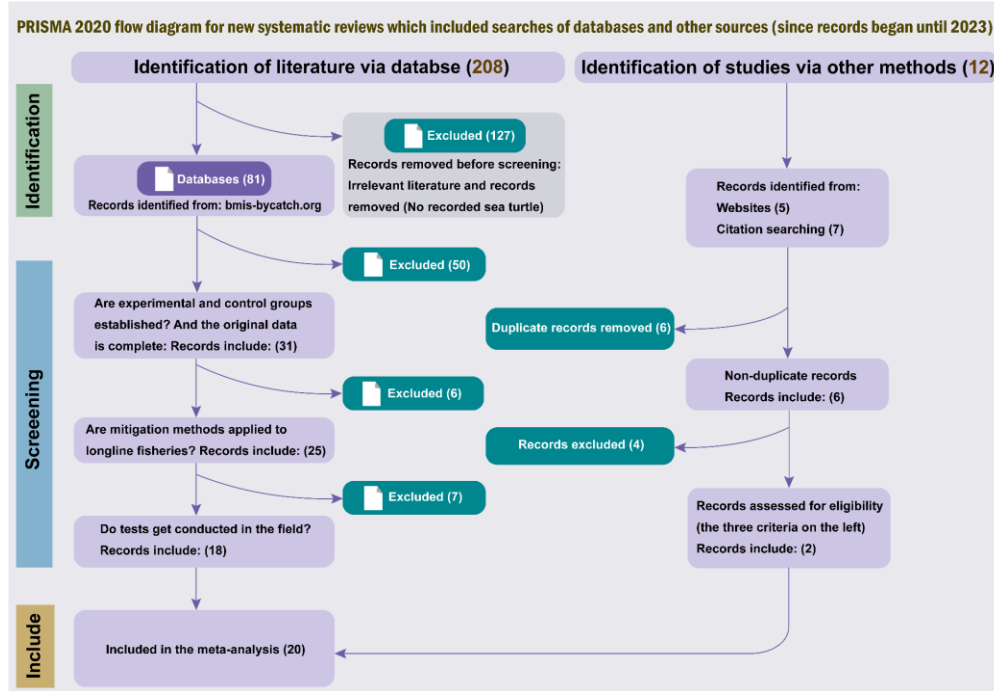 PRISMA 2020 flow diagram for new systematic reviews which included searches of databases and other sources (since records began until 2023)
Identification of literature via databse (208)
Identification of studies via other methods (12)
Identification
Excluded (127)
Records removed before screening:
Irrelevant literature and records
removed (No recorded sea turtle)
Databases (81)
Records identified from: bmis-bycatch.org
Records identified from:
Websites (5)
Citation searching (7)
Screeening
Excluded (50)
Are experimental and control groups
established? And the original data
is complete: Records include: (31)
Duplicate records removed (6)
Excluded (6)
Non-duplicate records
Records include: (6)
Are mitigation methods applied to
longline fisheries? Records include: (25)
Records excluded (4)
Excluded (7)
Records assessed for eligibility
(the three criteria on the left)
Records include: (2)
Do tests get conducted in the field?
Records include: (18)
Include
Included in the meta-analysis (20)